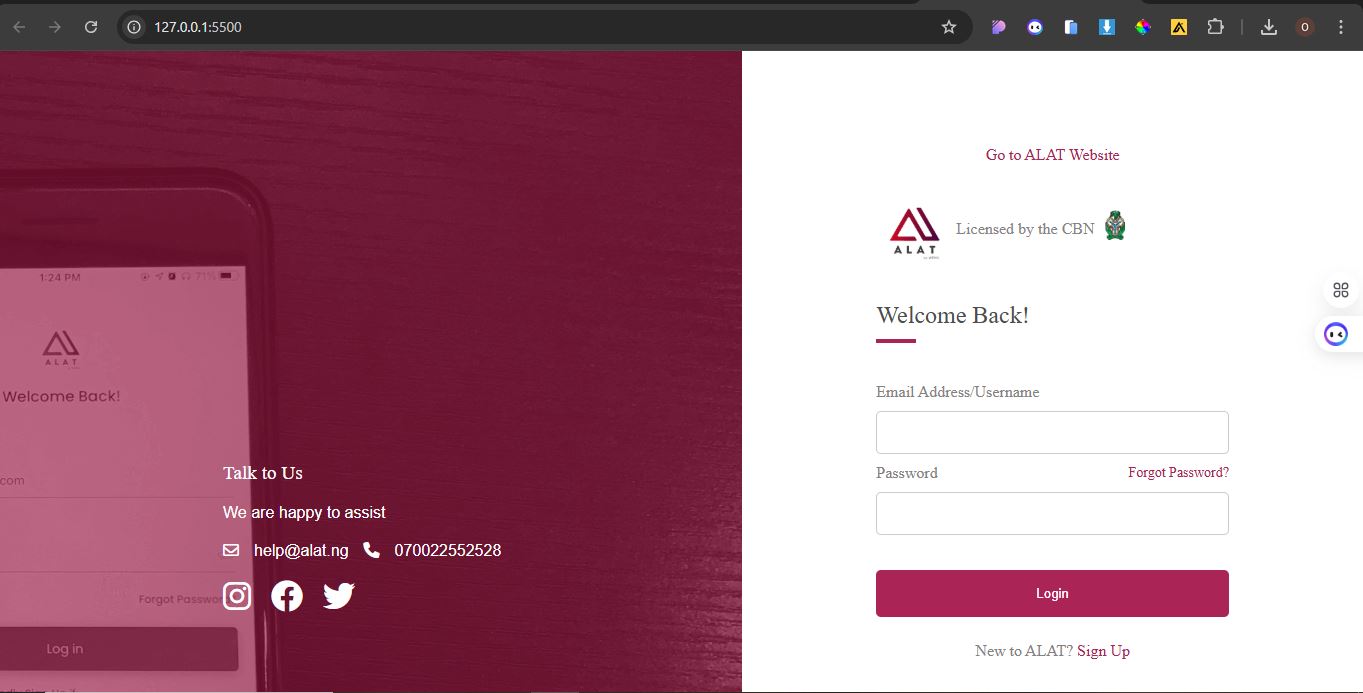 127.0.0.1:5500
O
1:24 PM
71%
ALAT
Welcome Back!
.com
Forgot Passwor
Log in
Talk to Us
We are happy to assist
help@alat.ng 070022552528
Go to ALAT Website
ALAT
Licensed by the CBN
Welcome Back!
Email Address/Username
Password Forgot Password?
Login
New to ALAT? Sign Up